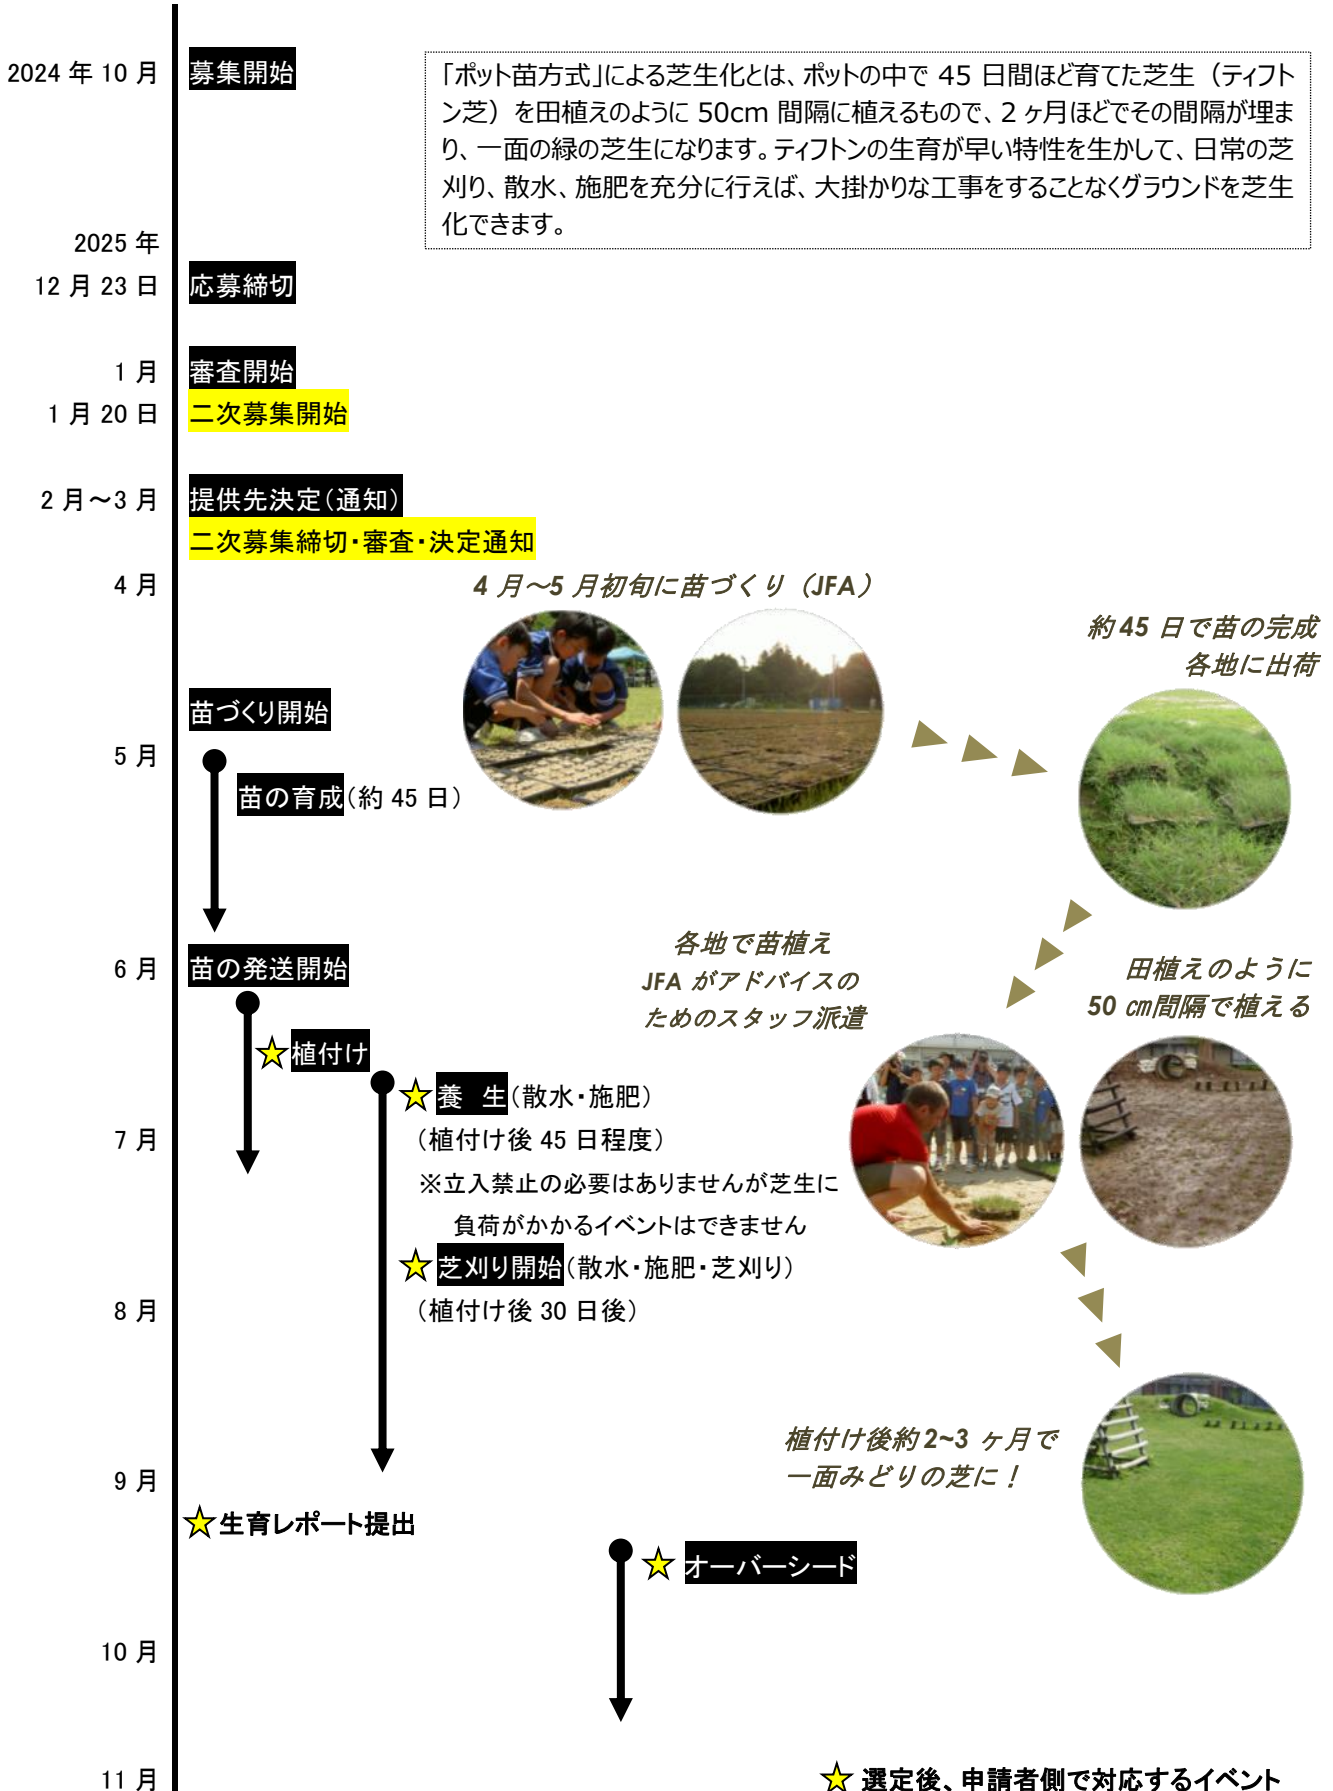 2024 年 10 月
募集開始
「ポット苗方式」による芝生化とは、ポットの中で 45 日間ほど育てた芝生（ティフト
ン芝）を田植えのように 50cm 間隔に植えるもので、2 ヶ月ほどでその間隔が埋ま
り、一面の緑の芝生になります。ティフトンの生育が早い特性を生かして、日常の芝
刈り、散水、施肥を充分に行えば、大掛かりな工事をすることなくグラウンドを芝生
化できます。
2025 年
12 月 23 日
応募締切
1 月
審査開始
1 月 20 日
二次募集開始
2 月～3 月
提供先決定（通知）
二次募集締切・審査・決定通知
4 月
4 月～5 月初旬に苗づくり（JFA）
約 45 日で苗の完成
各地に出荷
苗づくり開始
5 月
苗の育成（約 45 日）
各地で苗植え
JFA がアドバイスの
ためのスタッフ派遣
田植えのように
50 ㎝間隔で植える
6 月
苗の発送開始
☆植付け
☆養　生（散水・施肥）
（植付け後 45 日程度）
7 月
※立入禁止の必要はありませんが芝生に
負荷がかかるイベントはできません
☆芝刈り開始（散水・施肥・芝刈り）
（植付け後 30 日後）
8 月
植付け後約 2~3 ヶ月で
一面みどりの芝に！
9 月
☆生育レポート提出
☆ オーバーシード
10 月
11 月
☆ 選定後、申請者側で対応するイベント